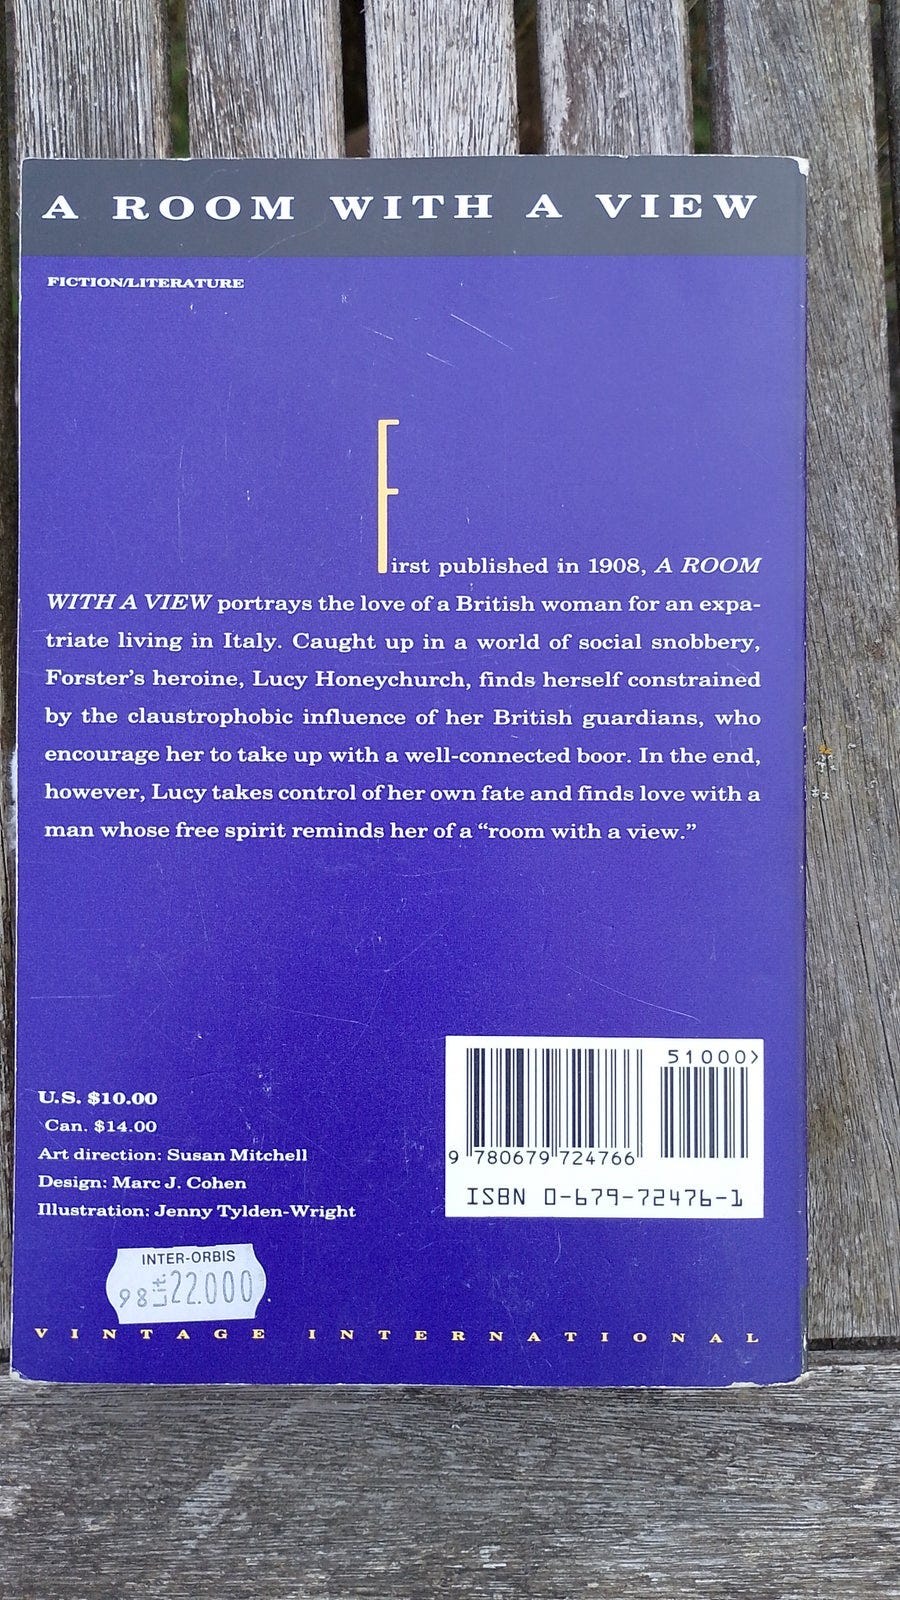 A ROOM WITH A VIEW
FICTION/LITERATURE
First published in 1908, A ROOM
WITH A VIEW portrays the love of a British woman for an expa-
triate living in Italy. Caught up in a world of social snobbery,
Forster's heroine, Lucy Honeychurch, finds herself constrained
by the claustrophobic influence of her British guardians, who
encourage her to take up with a well-connected boor. In the end,
however, Lucy takes control of her own fate and finds love with a
man whose free spirit reminds her of a “room with a view.”
51000>
9 780679 724766
ISBN 0-679-72476-1
U.S. $10.00
Can. $14.00
Art direction: Susan Mitchell
Design: Marc J. Cohen
Illustration: Jenny Tylden-Wright
INTER-ORBIS
98 Lit. 22.000
VINTAGE INTERNATIONAL